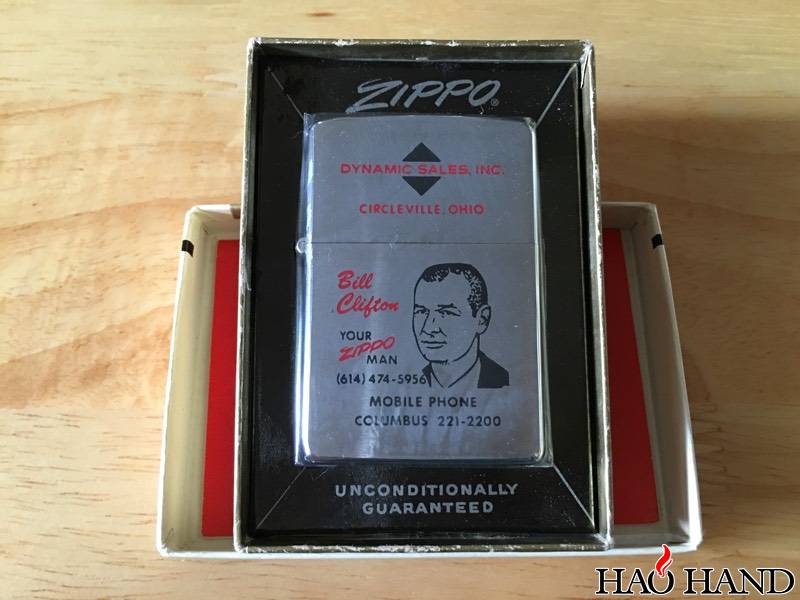 ZIPPO®
DYNAMIC SALES, INC.
CIRCLEVILLE, OHIO
Bill
Clifton
YOUR
ZIPPO
MAN
(614) 474-5956
MOBILE PHONE
COLUMBUS 221-2200
UNCONDITIONALLY
GUARANTEED
HAO HAND